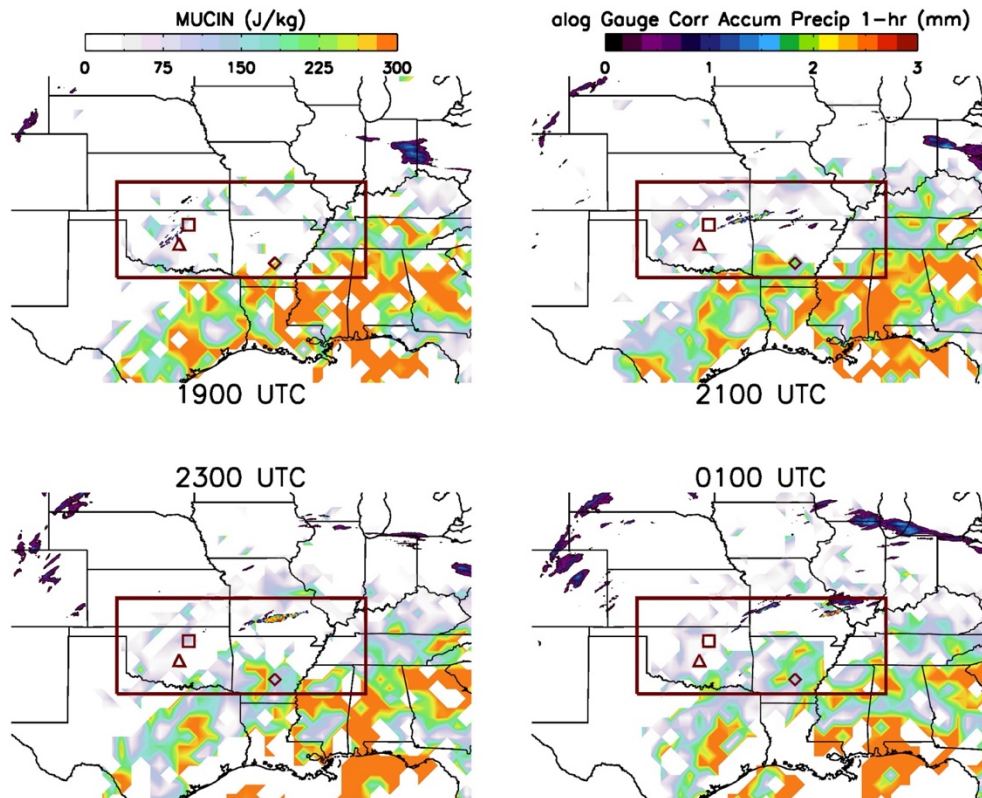 MUCIN (J/kg)
0 75 150 225 300
alog Gauge Corr Accum Precip 1-hr (mm)
0 1 2 3
1900 UTC
2100 UTC
2300 UTC
0100 UTC